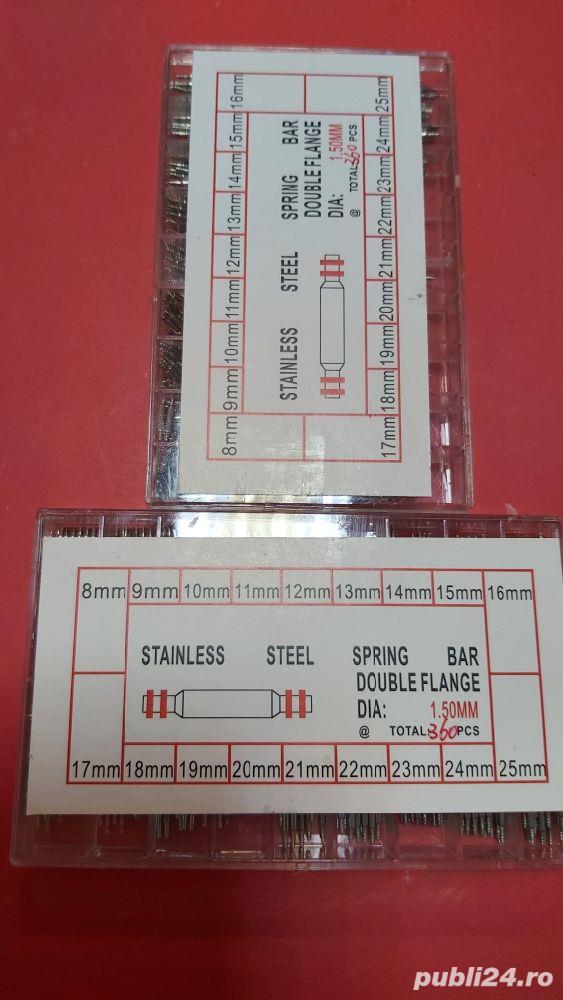 16mm 25mm
15mm 24mm
14mm 23mm
13mm 22mm
12mm 21mm
11mm 20mm
10mm 19mm
9mm 18mm
8mm 17mm
STAINLESS STEEL SPRING BAR
DOUBLE FLANGE
DIA: 1.50MM
@ TOTAL 360 PCS
8mm 9mm 10mm 11mm 12mm 13mm 14mm 15mm 16mm
STAINLESS STEEL SPRING BAR
DOUBLE FLANGE
DIA: 1.50MM
@ TOTAL 360 PCS
17mm 18mm 19mm 20mm 21mm 22mm 23mm 24mm 25mm
publi24.ro